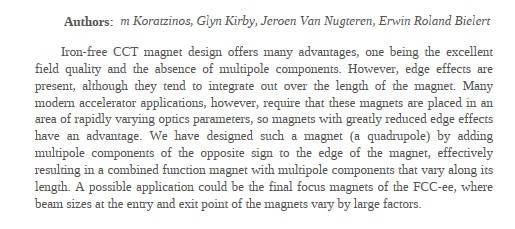 Authors: m Koratzinos, Glyn Kirby, Jeroen Van Nugteren, Erwin Roland Bielert
Iron-free CCT magnet design offers many advantages, one being the excellent
field quality and the absence of multipole components. However, edge effects are
present, although they tend to integrate out over the length of the magnet. Many
modern accelerator applications, however, require that these magnets are placed in an
area of rapidly varying optics parameters, so magnets with greatly reduced edge effects
have an advantage. We have designed such a magnet (a quadrupole) by adding
multipole components of the opposite sign to the edge of the magnet, effectively
resulting in a combined function magnet with multipole components that vary along its
length. A possible application could be the final focus magnets of the FCC-ee, where
beam sizes at the entry and exit point of the magnets vary by large factors.